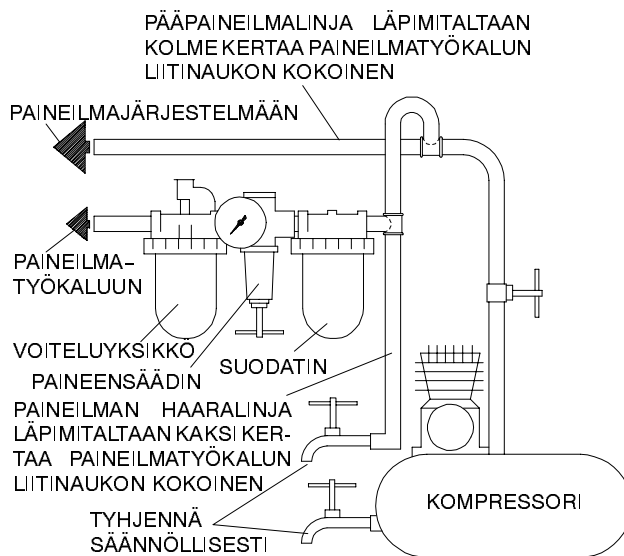 PÄÄPAINEILMALINJA LÄPIMITALTAAN
KOLME KERTAA PAINEILMATYÖKALUN
LIITINAUKON KOKOINEN
PAINEILMAJÄRJESTELMÄÄN
PAINEILMA–
TYÖKALUUN
VOITELUYKSIKKÖ
SUODATIN
PAINEENSÄÄDIN
PAINEILMAN HAARALINJA
LÄPIMITALTAAN KAKSI KER-
TAA PAINEILMATYÖKALUN
LIITINAUKON KOKOINEN
KOMPRESSORI
TYHJENNÄ
SÄÄNNÖLLISESTI